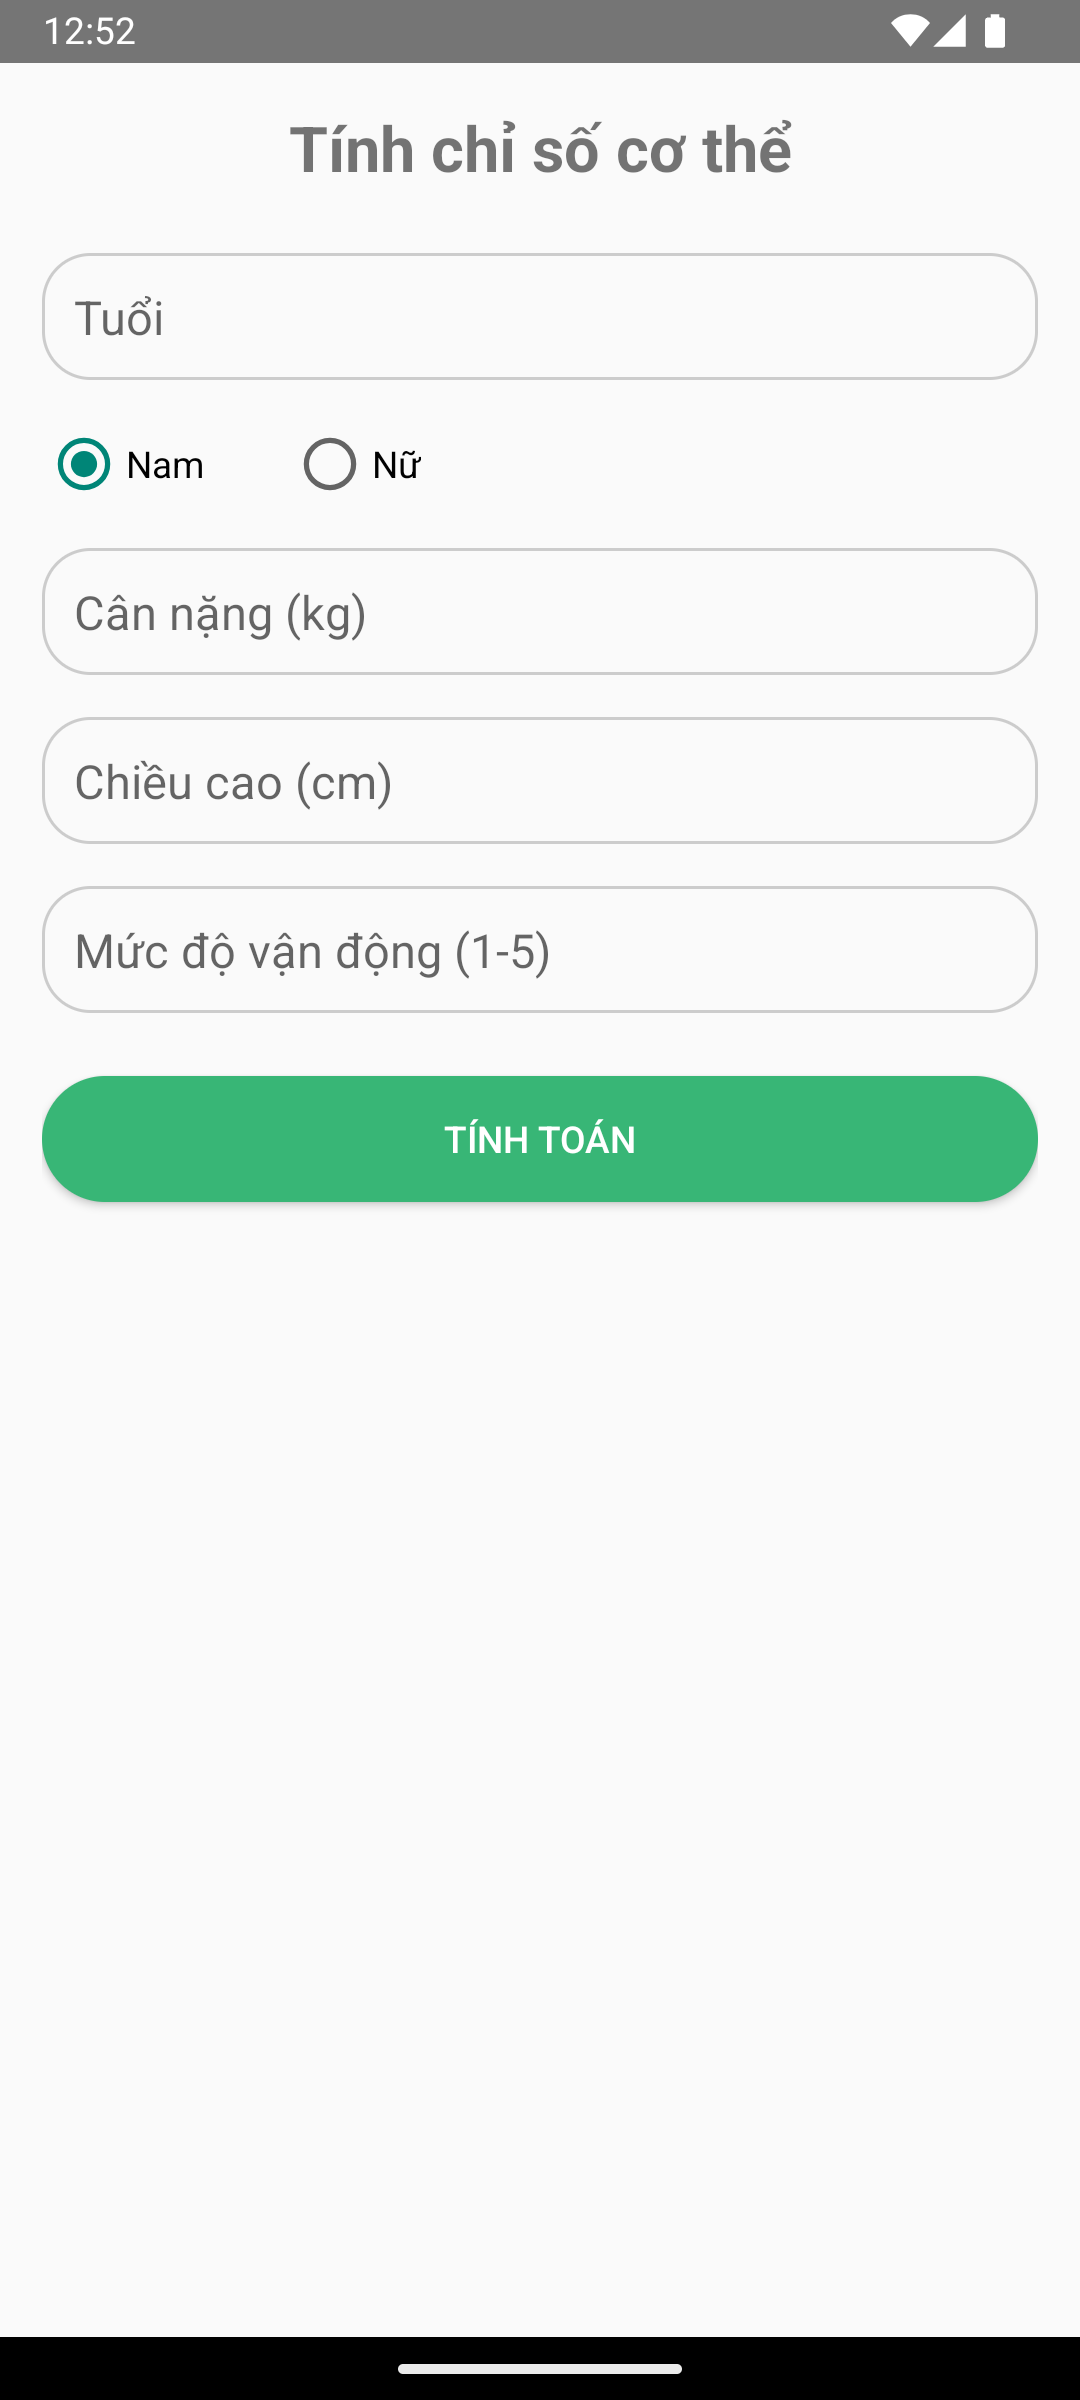 12:52
Tính chỉ số cơ thể
Tuổi
Nam Nữ
Cân nặng (kg)
Chiều cao (cm)
Mức độ vận động (1-5)
TÍNH TOÁN